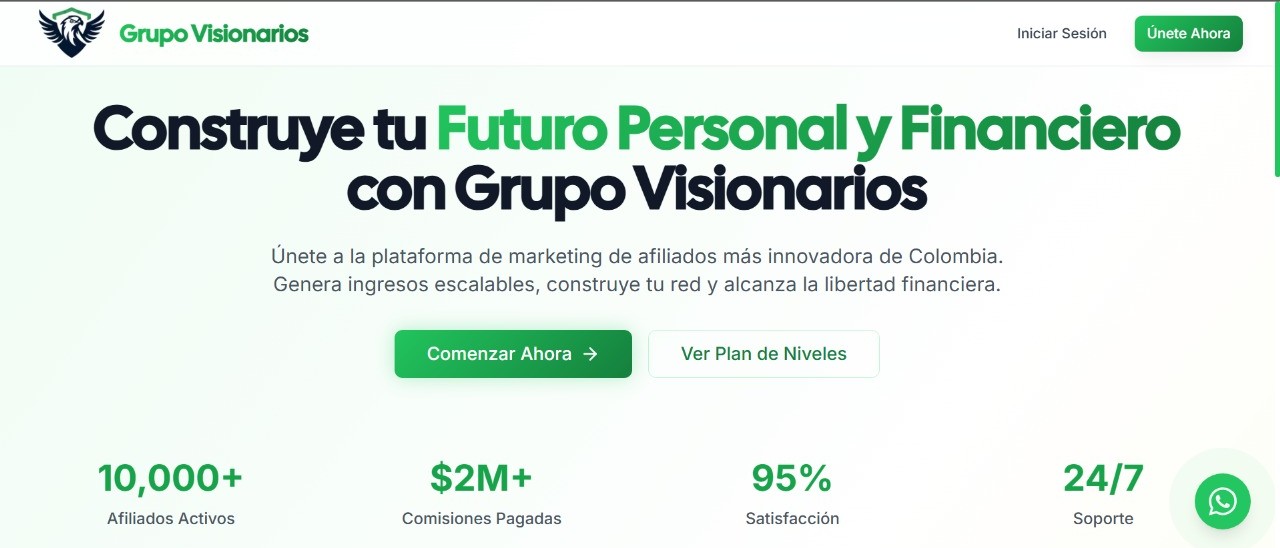 Grupo Visionarios
Iniciar Sesión
Únete Ahora
Construye tu Futuro Personal y Financiero
con Grupo Visionarios
Únete a la plataforma de marketing de afiliados más innovadora de Colombia.
Genera ingresos escalables, construye tu red y alcanza la libertad financiera.
Comenzar Ahora →
Ver Plan de Niveles
10,000+
Afiliados Activos
$2M+
Comisiones Pagadas
95%
Satisfacción
24/7
Soporte